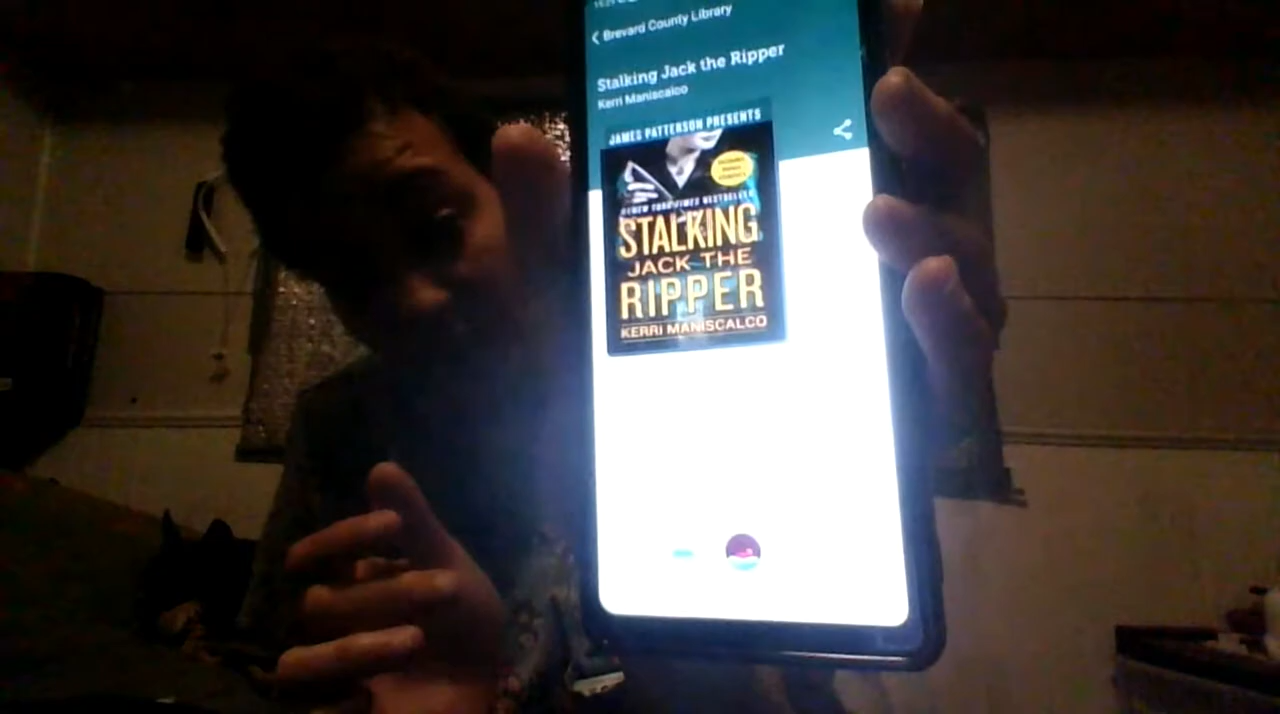 Brevard County Library
Stalking Jack the Ripper
Kerri Maniscalco
JAMES PATTERSON PRESENTS
#1 NEW YORK TIMES BESTSELLER
STALKING
JACK THE
RIPPER
KERRI MANISCALCO